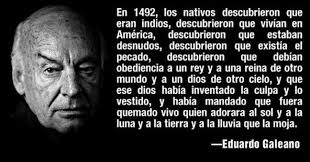 En 1492, los nativos descubrieron que
eran indios, descubrieron que vivían en
América, descubrieron que estaban
desnudos, descubrieron que existía el
pecado, descubrieron que debían
obediencia a un rey y a una reina de otro
mundo y a un dios de otro cielo, y que
ese dios había inventado la culpa y lo
vestido, y había mandado que fuera
quemado vivo quien adorara al sol y a la
luna y a la tierra y a la lluvia que la moja.
—Eduardo Galeano